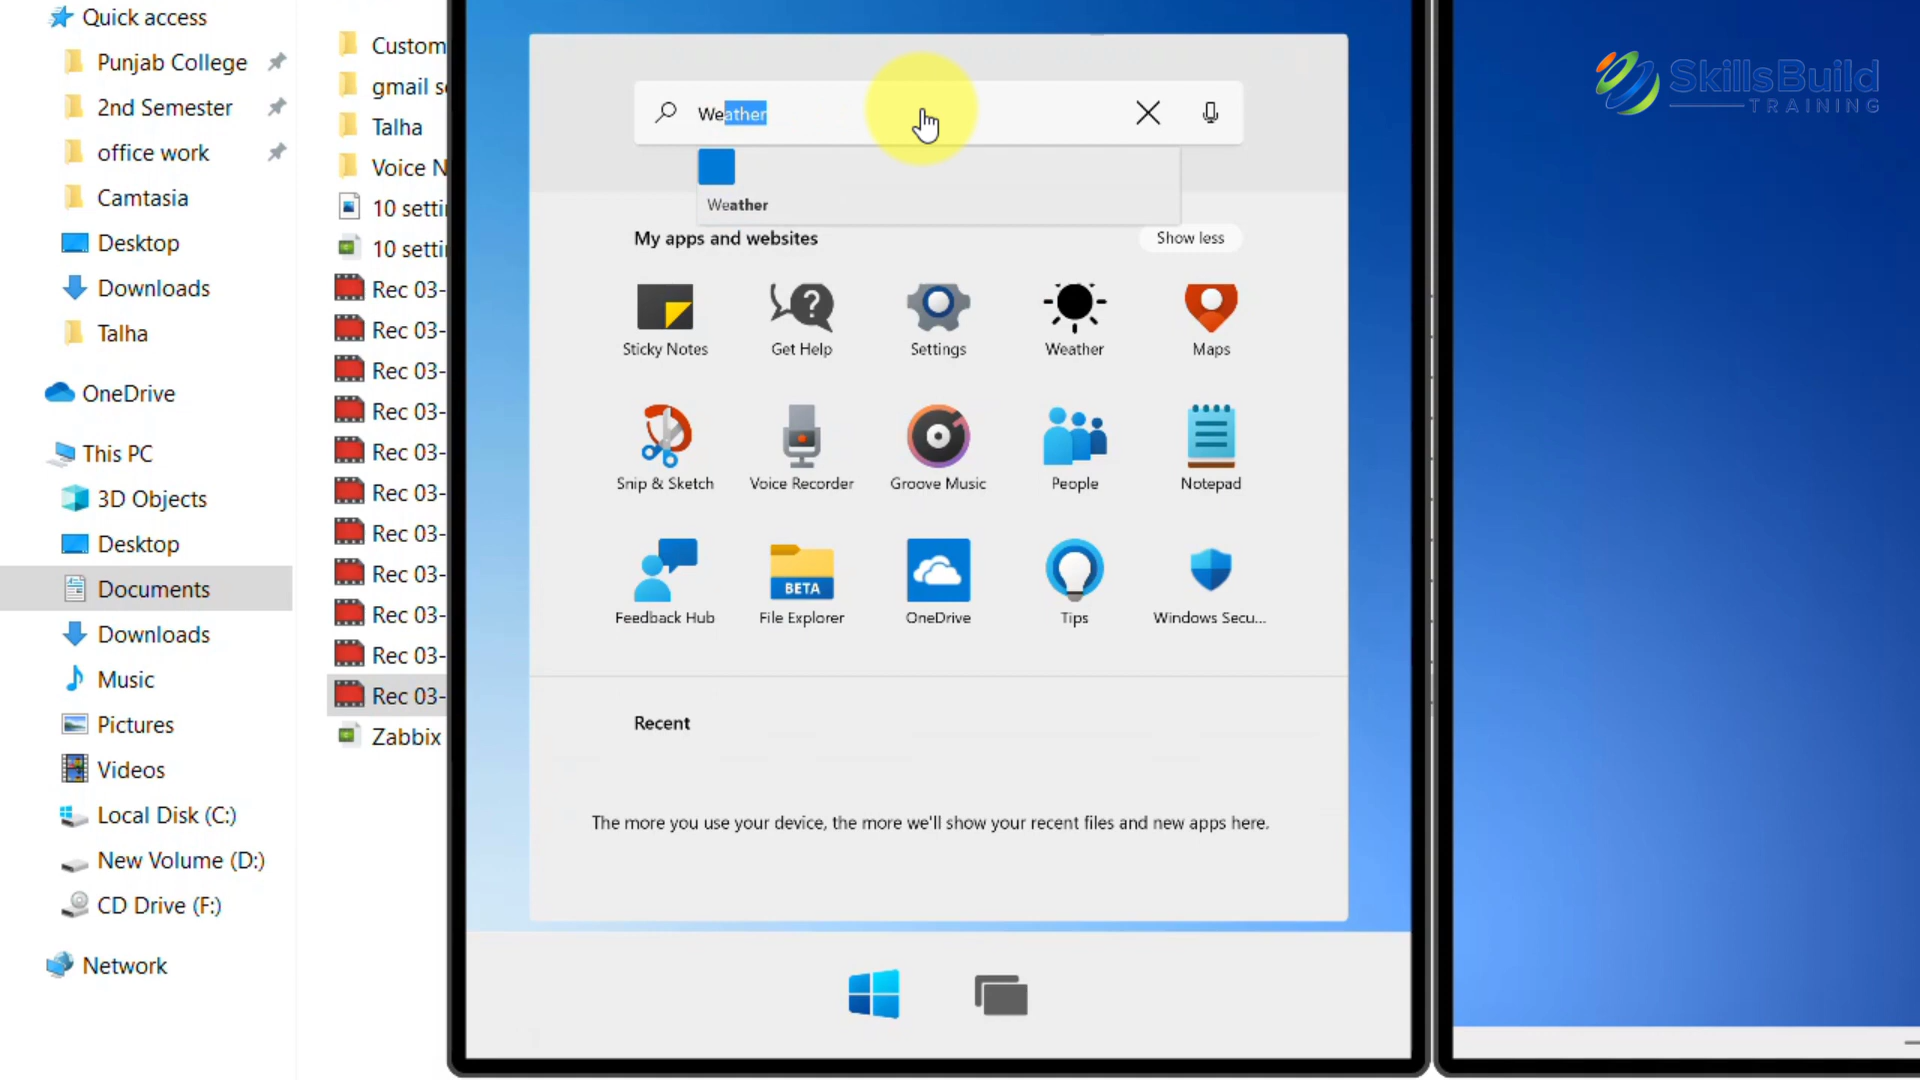 Quick access
Punjab College
2nd Semester
office work
Camtasia
Desktop
Downloads
Talha
OneDrive
This PC
3D Objects
Desktop
Documents
Downloads
Music
Pictures
Videos
Local Disk (C:)
New Volume (D:)
CD Drive (F:)
Network
Custom
gmail se
Talha
Voice N
10 settin
10 settin
Rec 03-
Rec 03-
Rec 03-
Rec 03-
Rec 03-
Rec 03-
Rec 03-
Rec 03-
Rec 03-
Rec 03-
Rec 03-
Zabbix
Weather
Weather
My apps and websites
Show less
Sticky Notes
Get Help
Settings
Weather
Maps
Snip & Sketch
Voice Recorder
Groove Music
People
Notepad
Feedback Hub
BETA
File Explorer
OneDrive
Tips
Windows Secu...
Recent
The more you use your device, the more we'll show your recent files and new apps here.
SkillsBuild
TRAINING